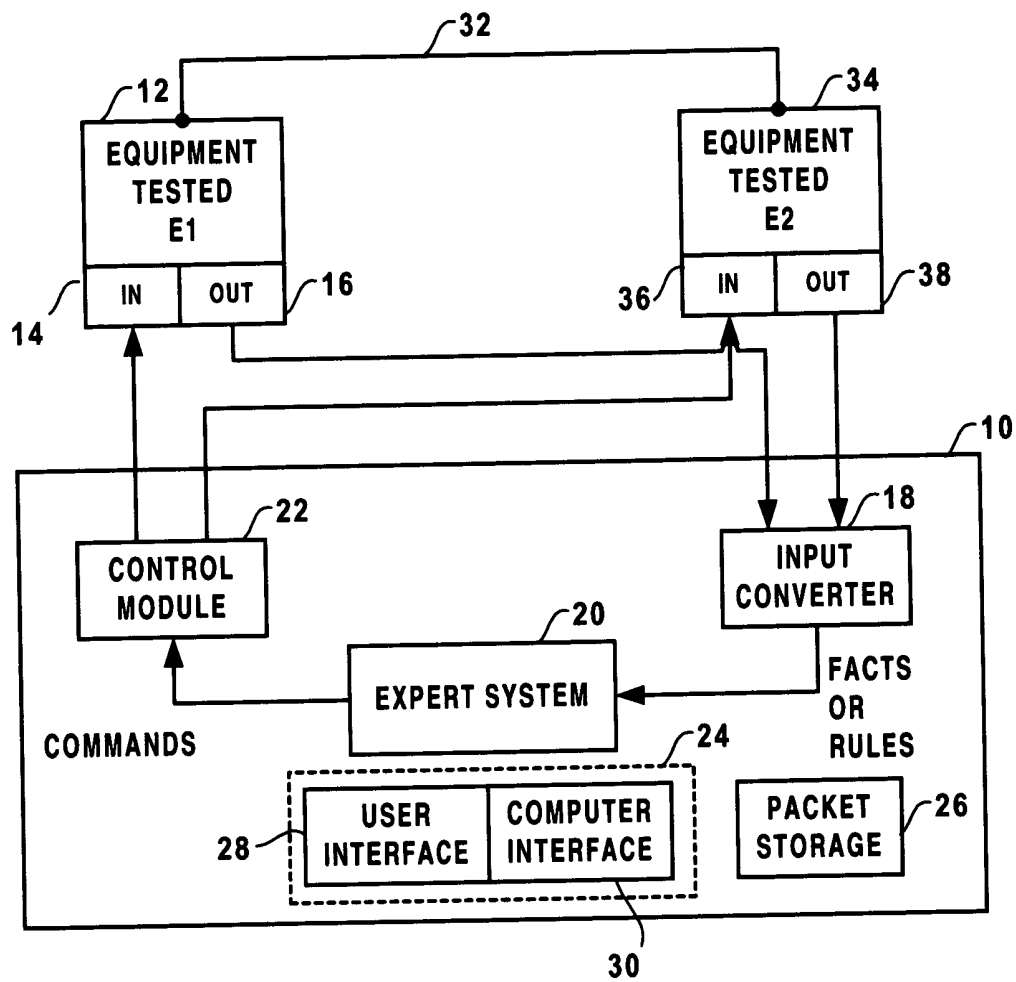 32
12
34
EQUIPMENT
TESTED
E1
EQUIPMENT
TESTED
E2
IN
OUT
16
14
36
IN
OUT
38
10
22
18
CONTROL
MODULE
INPUT
CONVERTER
20
EXPERT SYSTEM
FACTS
OR
RULES
COMMANDS
24
USER
INTERFACE
COMPUTER
INTERFACE
28
PACKET
STORAGE
26
30